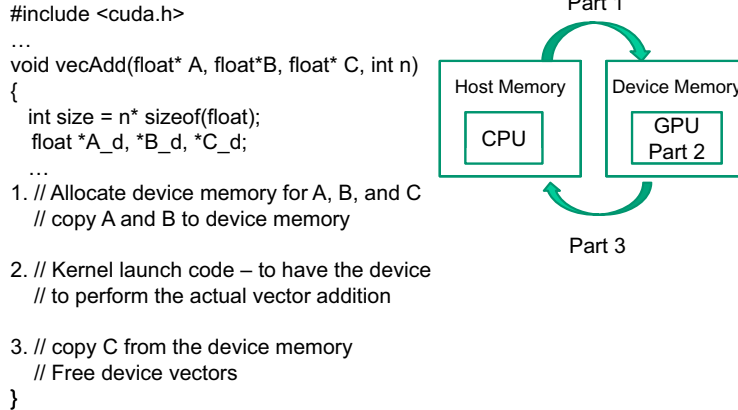 #include <cuda.h>
…
void vecAdd(float* A, float*B, float* C, int n)
{
int size = n* sizeof(float);
float *A_d, *B_d, *C_d;
…
1. // Allocate device memory for A, B, and C
// copy A and B to device memory
2. // Kernel launch code – to have the device
// to perform the actual vector addition
3. // copy C from the device memory
// Free device vectors
}
Part 1
Host Memory
CPU
Device Memory
GPU
Part 2
Part 3